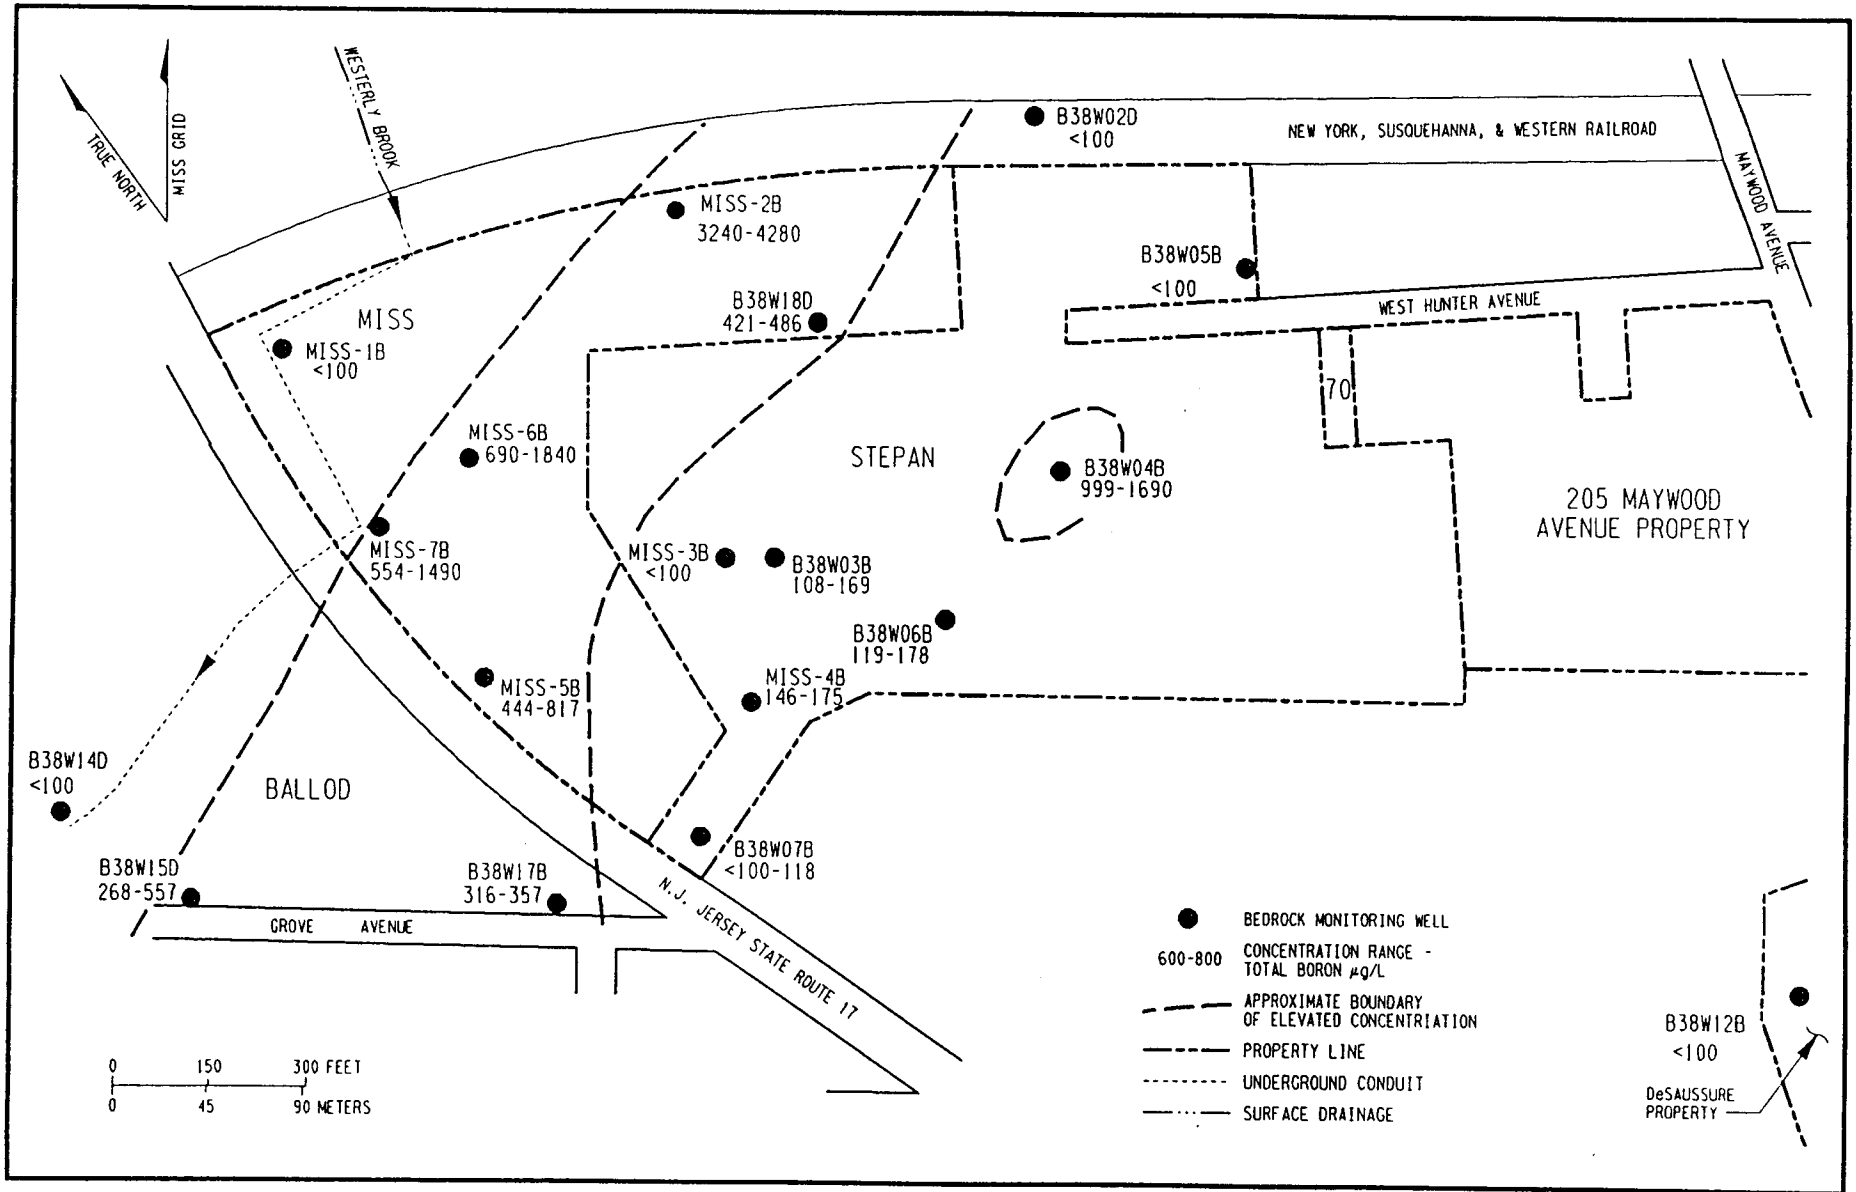 WESTERLY BROOK
TRUE NORTH
MISS GRID
B38W02D
<100
NEW YORK, SUSQUEHANNA, & WESTERN RAILROAD
MAYWOOD AVENUE
MISS-2B
3240-4280
B38W05B
<100
B38W18D
421-486
WEST HUNTER AVENUE
MISS
MISS-1B
<100
70
MISS-6B
690-1840
STEPAN
B38W04B
999-1690
205 MAYWOOD
AVENUE PROPERTY
MISS-7B
554-1490
MISS-3B
<100
B38W03B
108-169
B38W06B
119-178
MISS-5B
444-817
MISS-4B
146-175
B38W14D
<100
BALLOD
B38W07B
<100-118
B38W15D
268-557
B38W17B
316-357
GROVE AVENUE
N.J. JERSEY STATE ROUTE 17
BEDROCK MONITORING WELL
600-800 CONCENTRATION RANGE -
TOTAL BORON µg/L
APPROXIMATE BOUNDARY
OF ELEVATED CONCENTRIATION
PROPERTY LINE
UNDERGROUND CONDUIT
SURFACE DRAINAGE
B38W12B
<100
DeSAUSSURE
PROPERTY
0 150 300 FEET
0 45 90 METERS